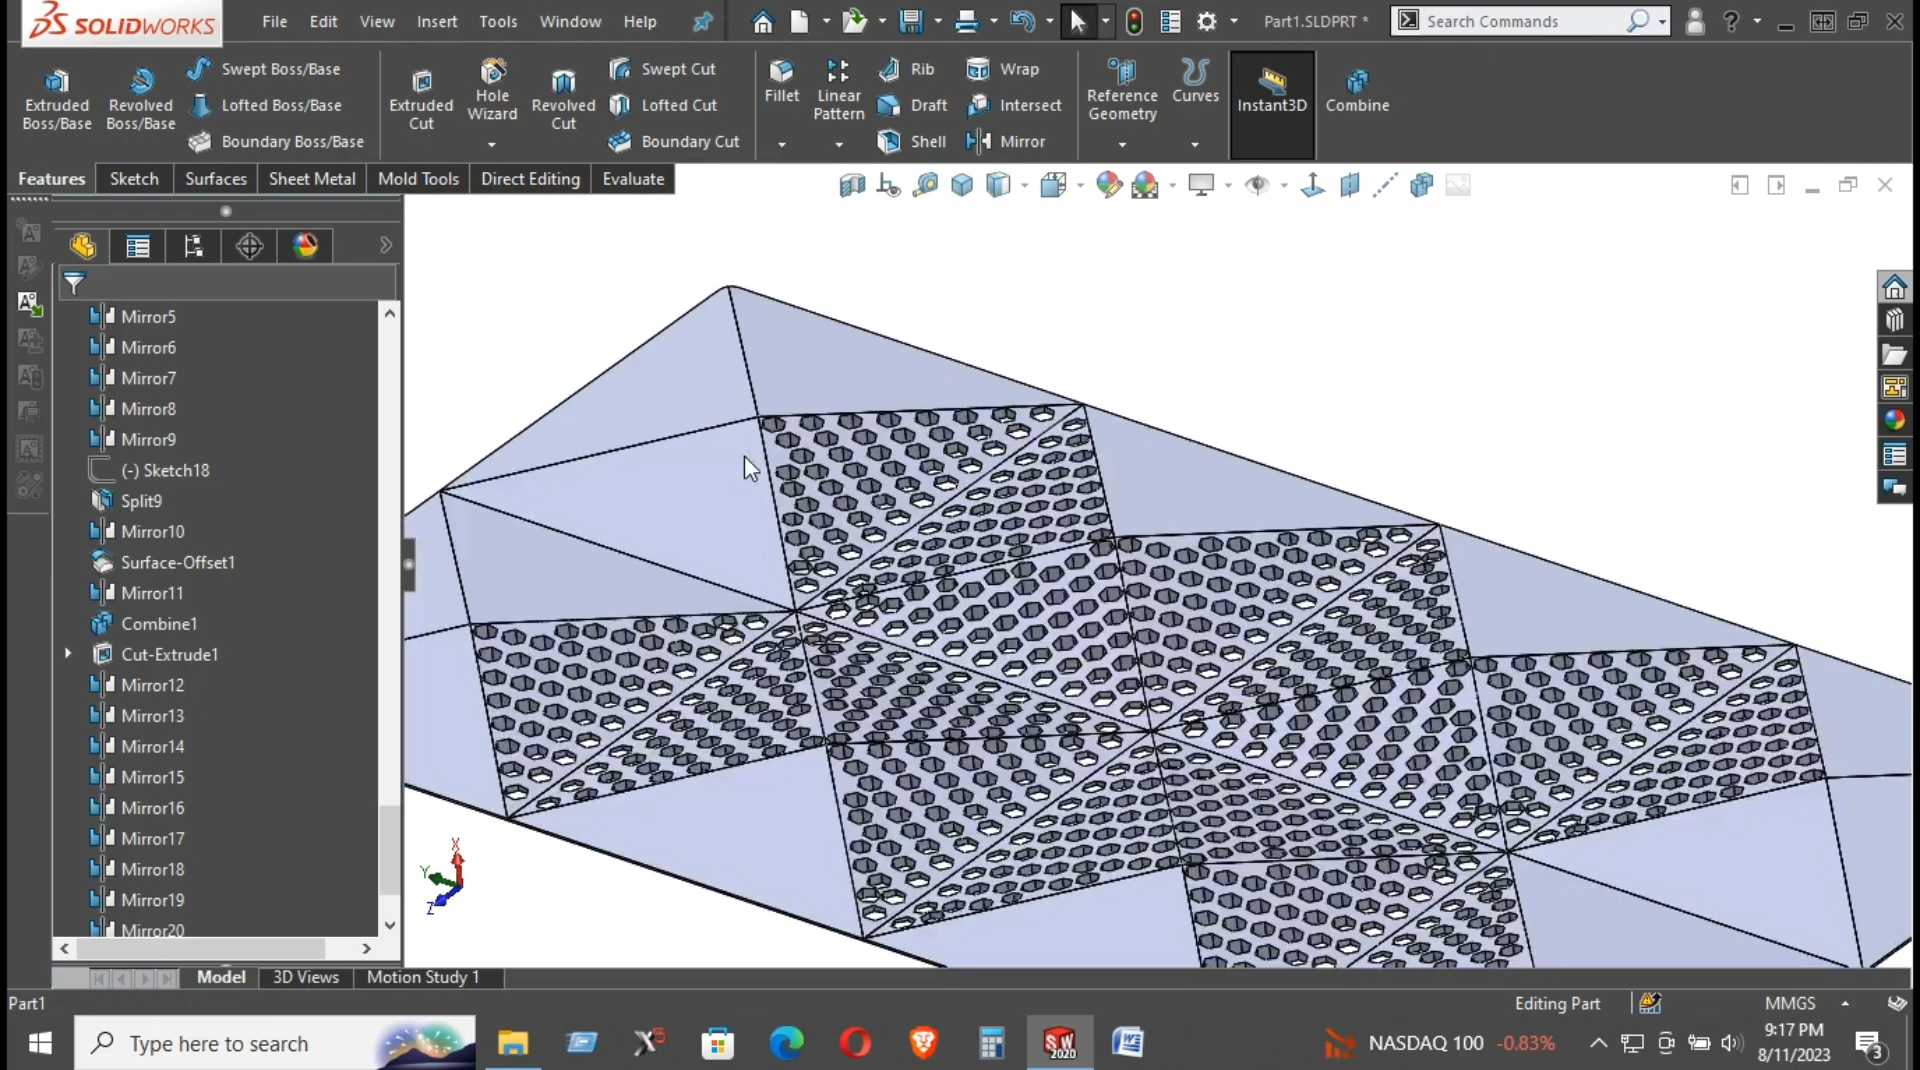 SOLIDWORKS File Edit View Insert Tools Window Help Part1.SLDPRT * Search Commands
Extruded Boss/Base
Revolved Boss/Base
Swept Boss/Base
Lofted Boss/Base
Boundary Boss/Base
Extruded Cut
Hole Wizard
Revolved Cut
Swept Cut
Lofted Cut
Boundary Cut
Fillet
Linear Pattern
Rib
Draft
Shell
Wrap
Intersect
Mirror
Reference Geometry
Curves
Instant3D
Combine
Features Sketch Surfaces Sheet Metal Mold Tools Direct Editing Evaluate
Mirror5
Mirror6
Mirror7
Mirror8
Mirror9
(-) Sketch18
Split9
Mirror10
Surface-Offset1
Mirror11
Combine1
Cut-Extrude1
Mirror12
Mirror13
Mirror14
Mirror15
Mirror16
Mirror17
Mirror18
Mirror19
Mirror20
X
Y
Z
Model 3D Views Motion Study 1
Part1 Editing Part MMGS
Type here to search
SW
2020
NASDAQ 100 -0.83%
9:17 PM
8/11/2023
3